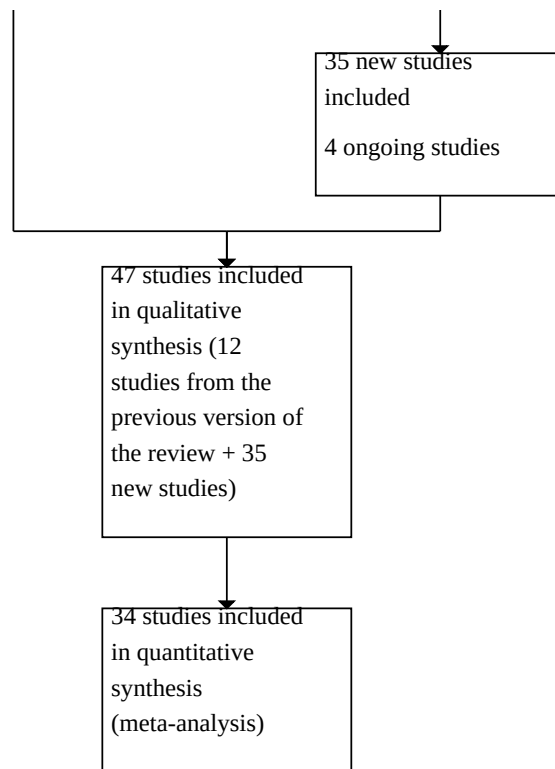 35 new studies
included
4 ongoing studies
47 studies included
in qualitative
synthesis (12
studies from the
previous version of
the review + 35
new studies)
34 studies included
in quantitative
synthesis
(meta-analysis)